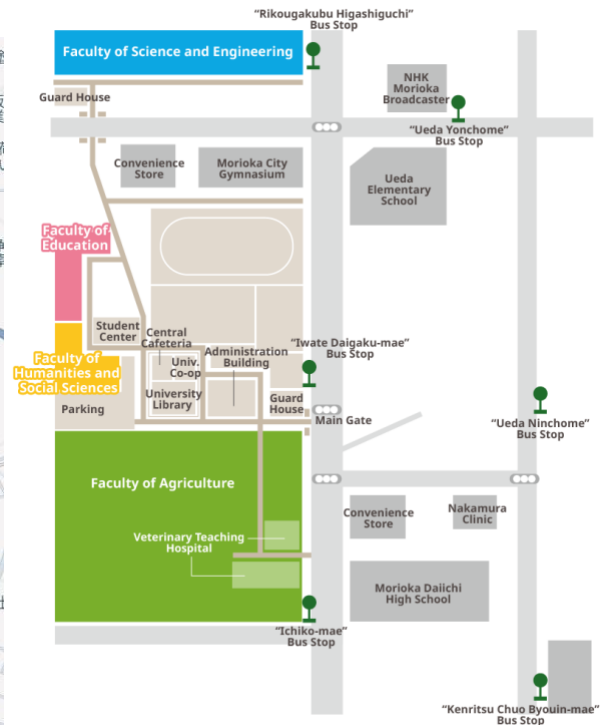 “Rikougakubu Higashiguchi”
Bus Stop
Faculty of Science and Engineering
NHK
Morioka
Broadcaster
Guard House
“Ueda Yonchome”
Bus Stop
Convenience
Store
Morioka City
Gymnasium
Ueda
Elementary
School
Faculty of
Education
Student
Center
Central
Cafeteria
“Iwate Daigaku-mae”
Bus Stop
Administration
Building
Univ.
Co-op
Faculty of
Humanities and
Social Sciences
University
Library
Guard
House
Parking
Main Gate
“Ueda Ninchome”
Bus Stop
Faculty of Agriculture
Convenience
Store
Nakamura
Clinic
Veterinary Teaching
Hospital
Morioka Daiichi
High School
“Ichiko-mae”
Bus Stop
“Kenritsu Chuo Byouin-mae”
Bus Stop